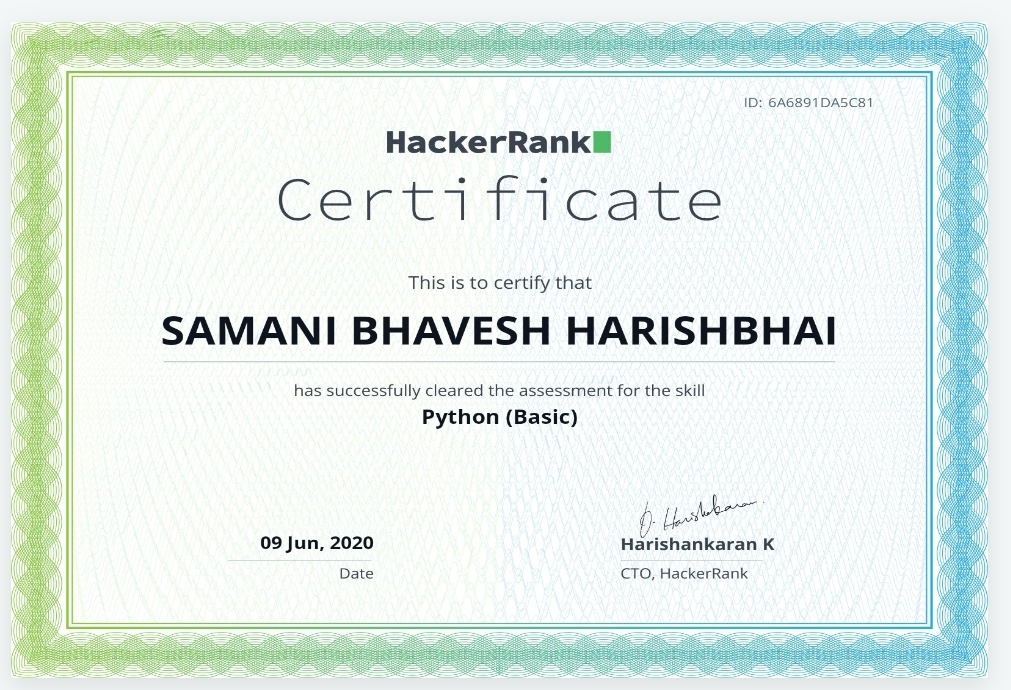 ID: 6A6891DA5C81
HackerRank
Certificate
This is to certify that
SAMANI BHAVESH HARISHBHAI
has successfully cleared the assessment for the skill
Python (Basic)
09 Jun, 2020
Date
Harishankaran K
CTO, HackerRank